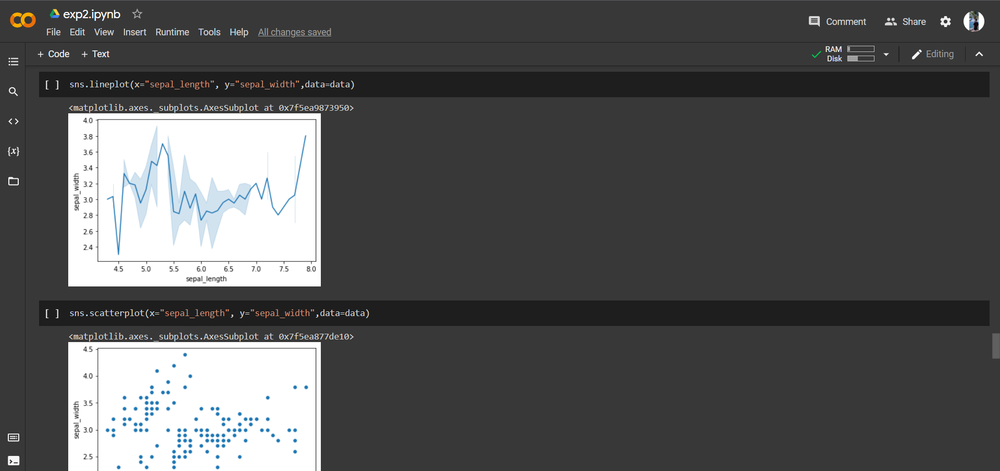 exp2.ipynb
File Edit View Insert Runtime Tools Help All changes saved
Comment
Share
+ Code + Text
RAM
Disk
Editing
{x}
[ ] sns.lineplot(x="sepal_length", y="sepal_width",data=data)
<matplotlib.axes._subplots.AxesSubplot at 0x7f5ea9873950>
4.0
3.8
3.6
3.4
3.2
3.0
2.8
2.6
2.4
sepal_width
4.5 5.0 5.5 6.0 6.5 7.0 7.5 8.0
sepal_length
[ ] sns.scatterplot(x="sepal_length", y="sepal_width",data=data)
<matplotlib.axes._subplots.AxesSubplot at 0x7f5ea877de10>
4.5
4.0
3.5
3.0
2.5
sepal_width